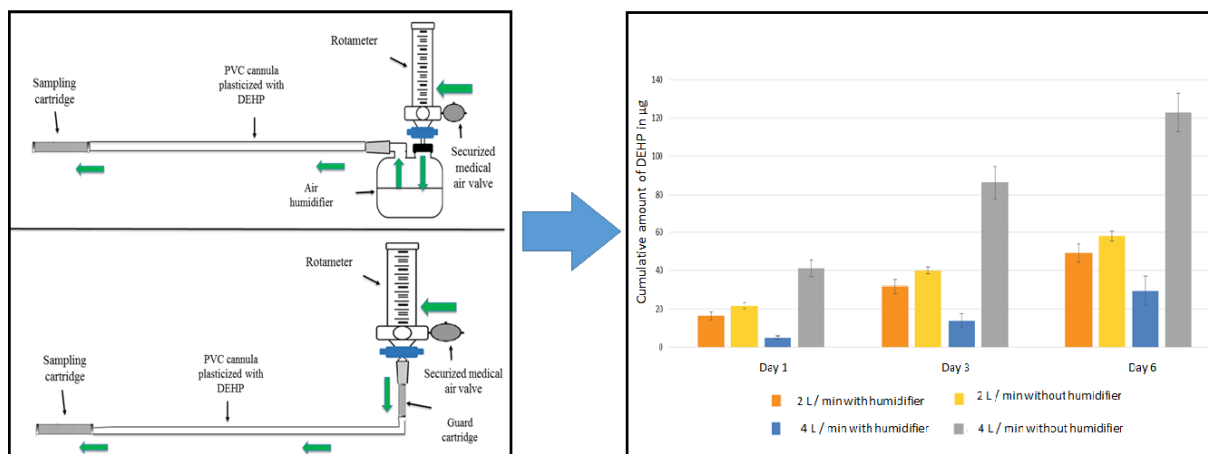 Rotameter
PVC cannula
plasticized with
DEHP
Sampling
cartridge
Securized
medical
air valve
Air
humidifier
Rotameter
Sampling
cartridge
PVC cannula
plasticized with
DEHP
Securized medical
air valve
Guard
cartridge
Cumulative amount of DEHP in µg
140
120
100
80
60
40
20
0
Day 1 Day 3 Day 6
2 L / min with humidifier 2 L / min without humidifier
4 L / min with humidifier 4 L / min without humidifier